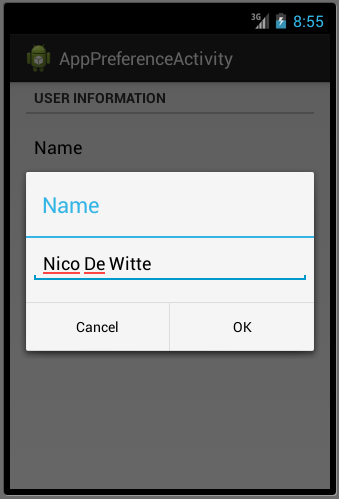 3G 8:55
AppPreferenceActivity
USER INFORMATION
Name
Name
Nico De Witte
Cancel OK